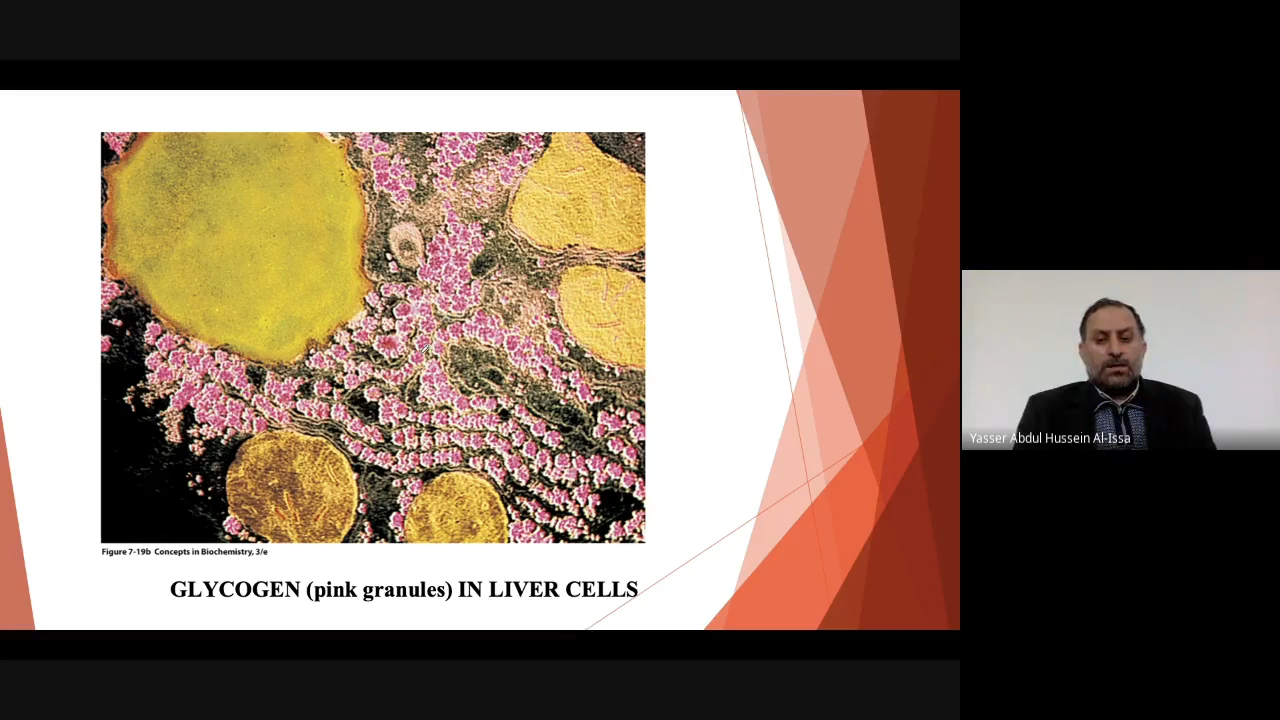 Figure 7-19b Concepts in Biochemistry, 3/e
GLYCOGEN (pink granules) IN LIVER CELLS
Yasser Abdul Hussein Al-Issa